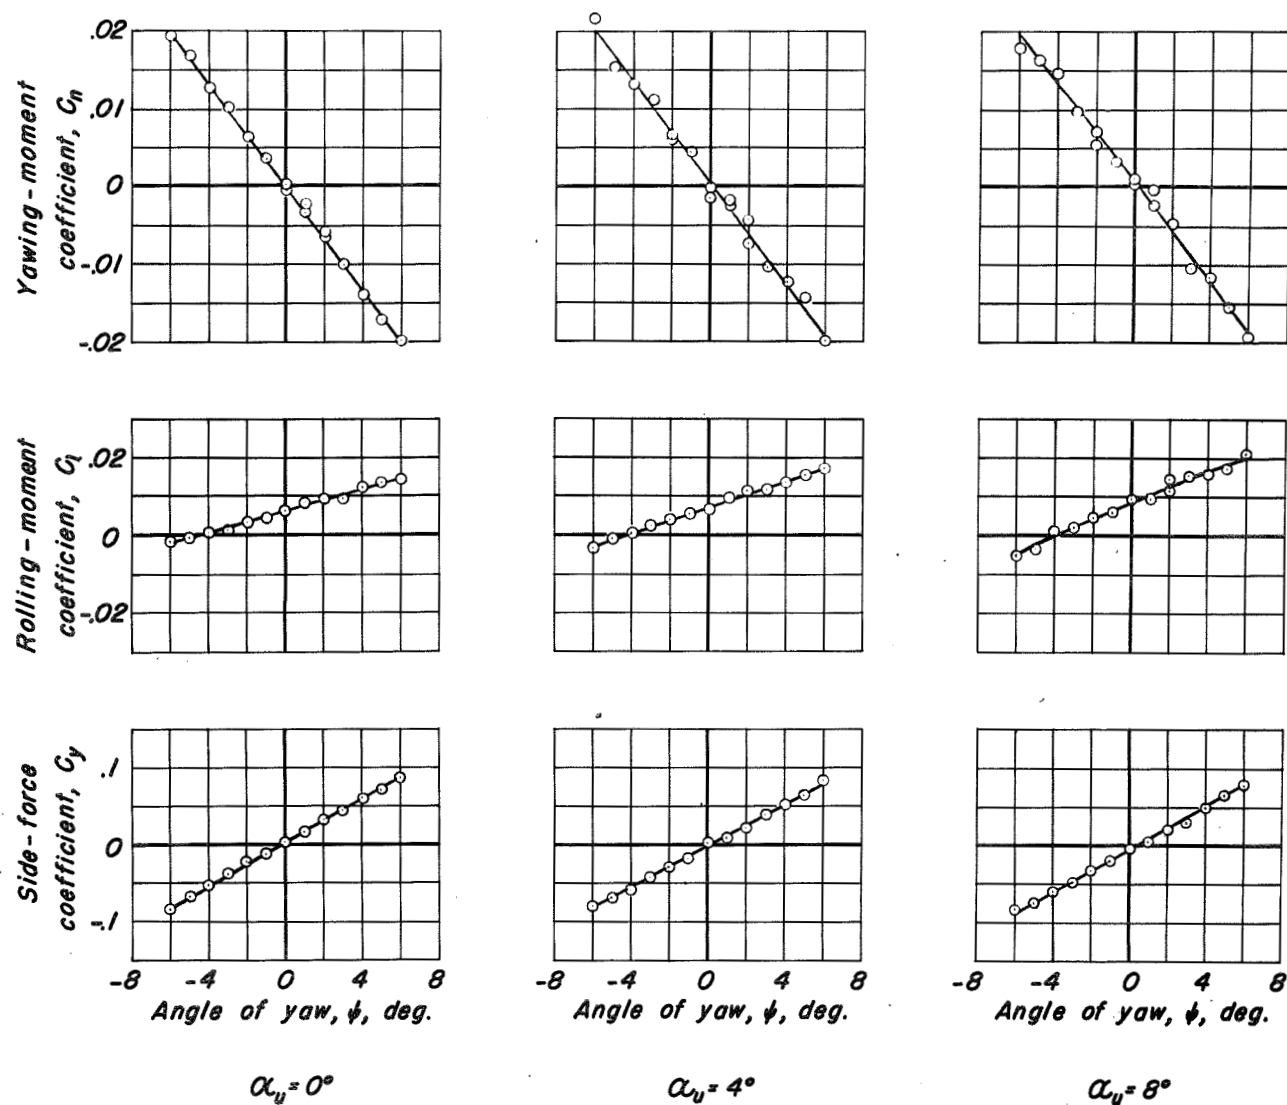 Yawing-moment
coefficient, Cn
.02
.01
0
-.01
-.02
Rolling-moment
coefficient, Cl
.02
0
-.02
Side-force
coefficient, Cy
.1
0
-.1
-8 -4 0 4 8
Angle of yaw, ψ, deg.
-8 -4 0 4 8
Angle of yaw, ψ, deg.
-8 -4 0 4 8
Angle of yaw, ψ, deg.
αu = 0°
αu = 4°
αu = 8°